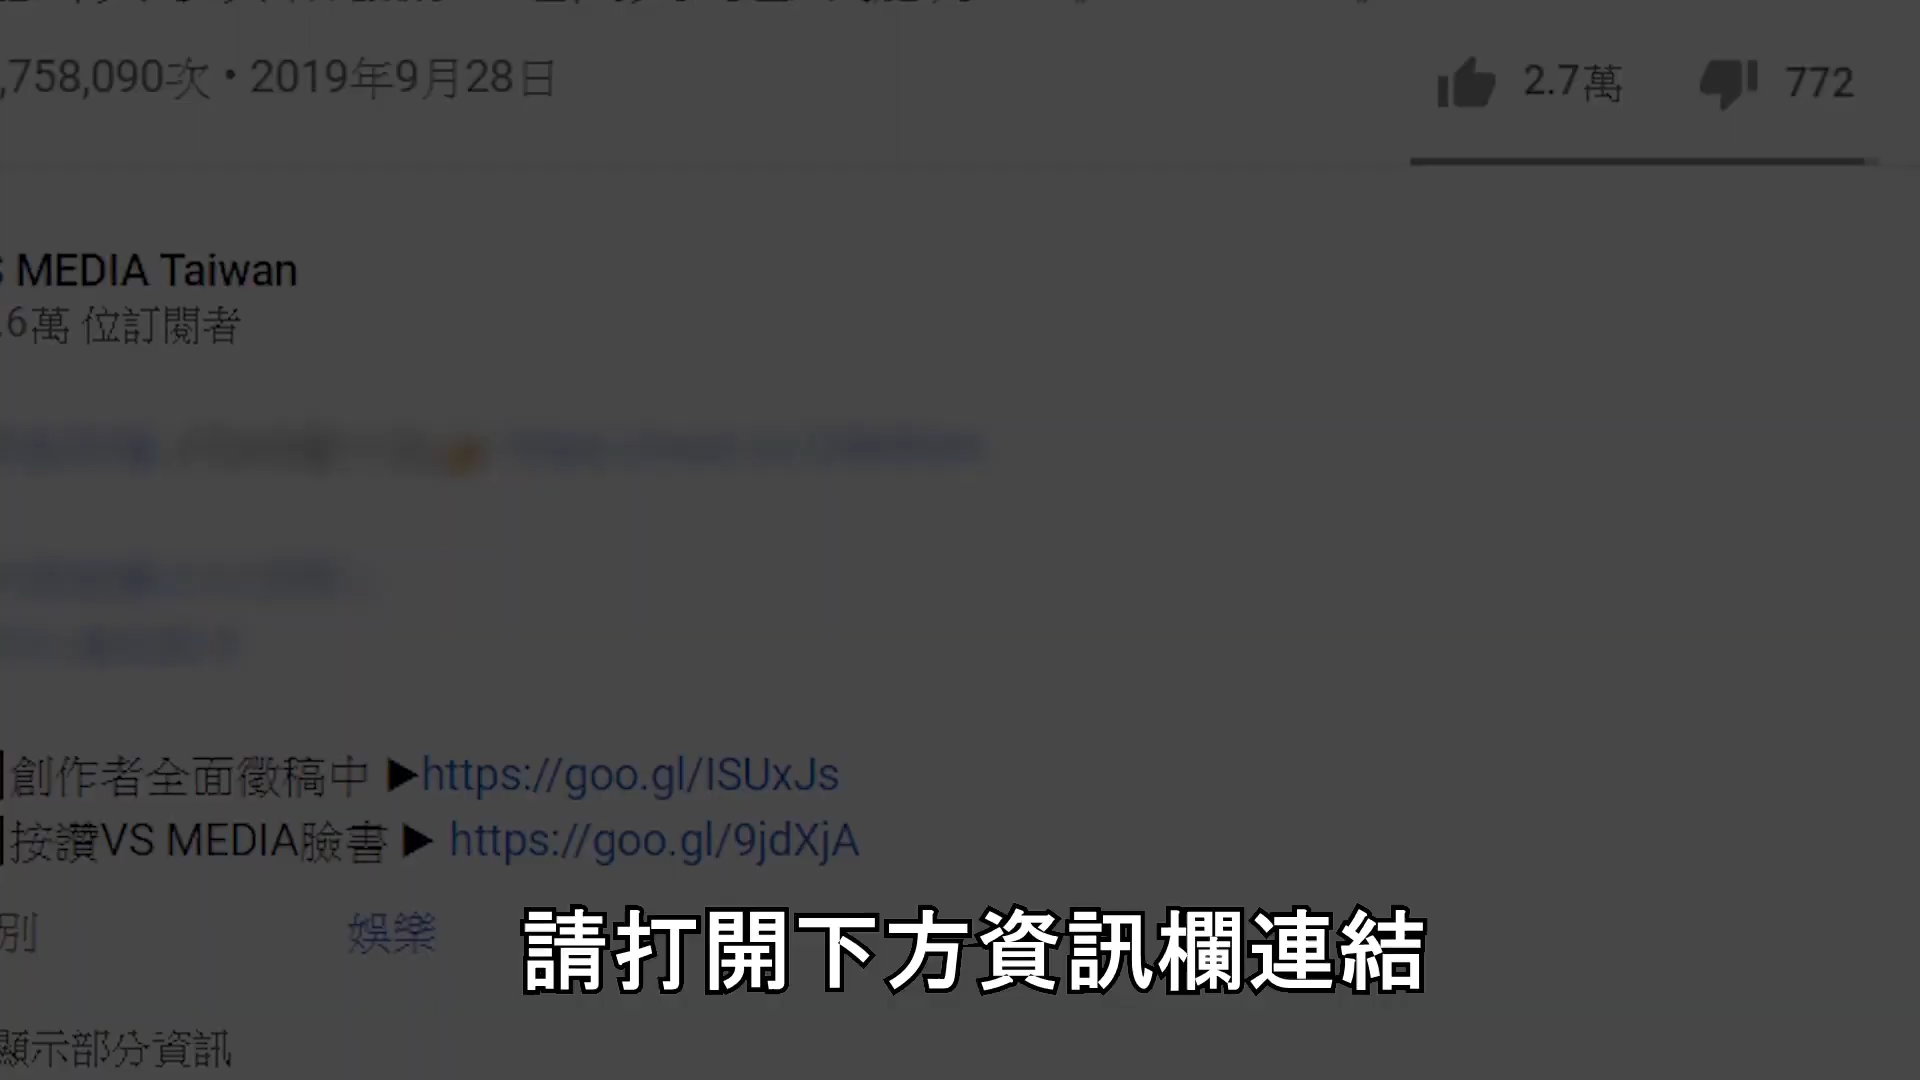 ,758,090次 • 2019年9月28日
2.7萬 772
MEDIA Taiwan
.6萬 位訂閱者
創作者全面徵稿中 ▶https://goo.gl/ISUxJs
按讚VS MEDIA臉書 ▶ https://goo.gl/9jdXjA
別 娛樂
請打開下方資訊欄連結
顯示部分資訊